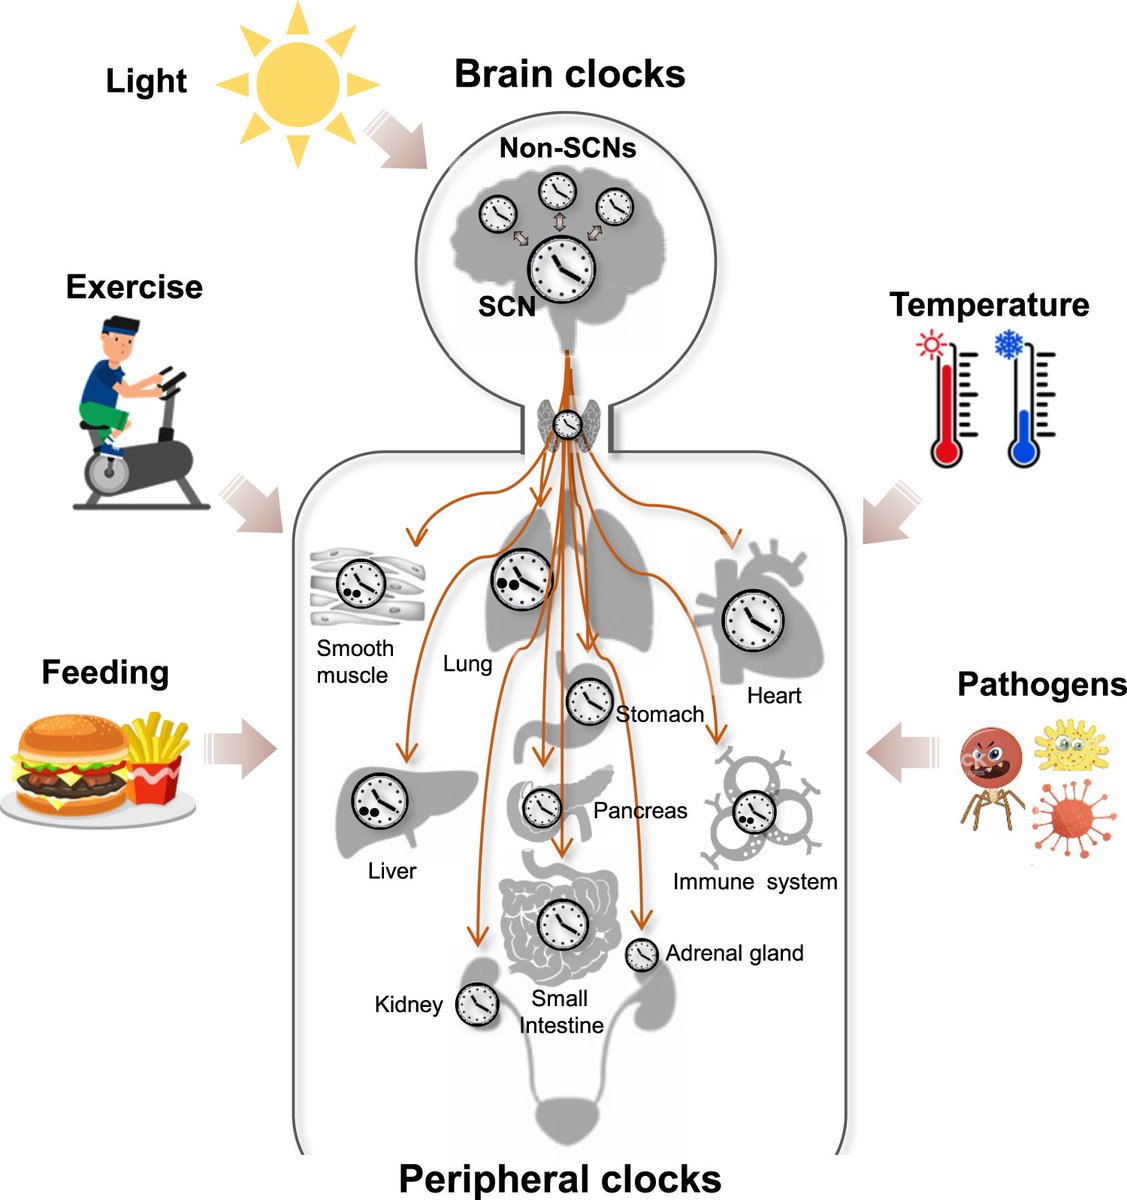 Light
Brain clocks
Non-SCNs
SCN
Exercise
Temperature
Smooth
muscle
Lung
Heart
Feeding
Stomach
Pathogens
Pancreas
Liver
Immune system
Adrenal gland
Kidney
Small
Intestine
Peripheral clocks